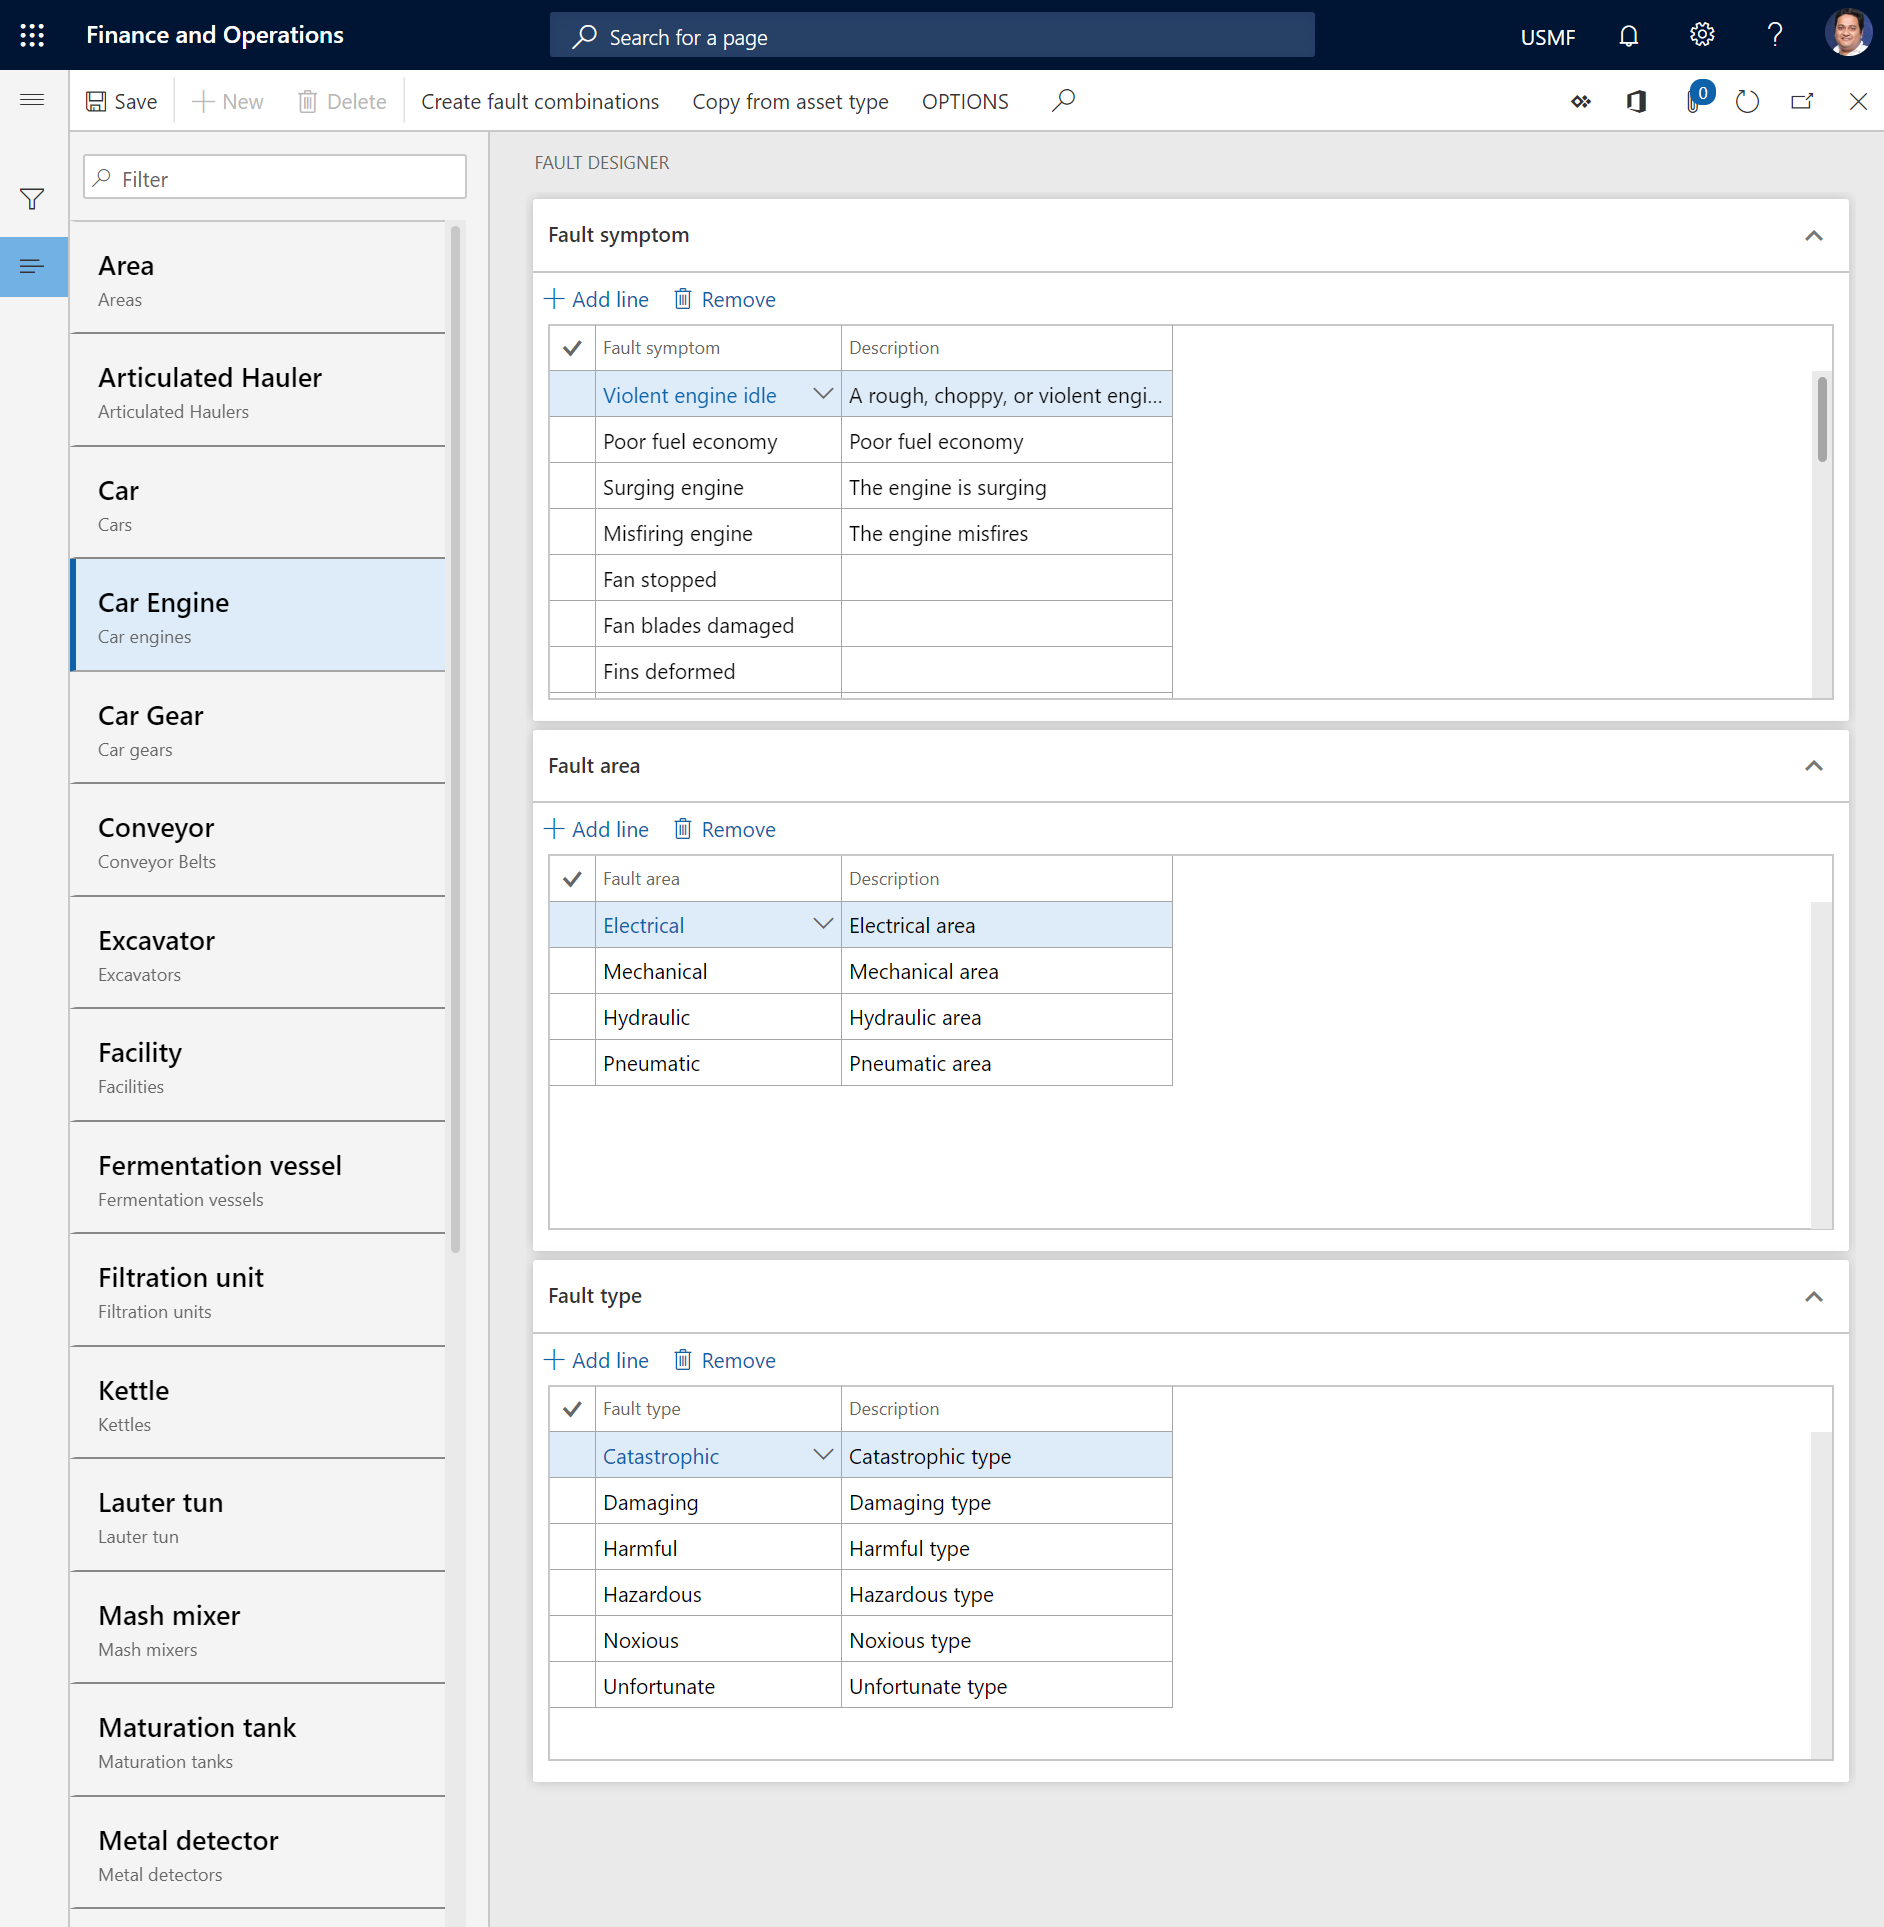 Finance and Operations
Search for a page
USMF
?
Save
New
Delete
Create fault combinations
Copy from asset type
OPTIONS
0
Filter
Area
Areas
Articulated Hauler
Articulated Haulers
Car
Cars
Car Engine
Car engines
Car Gear
Car gears
Conveyor
Conveyor Belts
Excavator
Excavators
Facility
Facilities
Fermentation vessel
Fermentation vessels
Filtration unit
Filtration units
Kettle
Kettles
Lauter tun
Lauter tun
Mash mixer
Mash mixers
Maturation tank
Maturation tanks
Metal detector
Metal detectors
FAULT DESIGNER
Fault symptom
Add line Remove
Fault symptom Description
Violent engine idle A rough, choppy, or violent engi...
Poor fuel economy Poor fuel economy
Surging engine The engine is surging
Misfiring engine The engine misfires
Fan stopped
Fan blades damaged
Fins deformed
Fault area
Add line Remove
Fault area Description
Electrical Electrical area
Mechanical Mechanical area
Hydraulic Hydraulic area
Pneumatic Pneumatic area
Fault type
Add line Remove
Fault type Description
Catastrophic Catastrophic type
Damaging Damaging type
Harmful Harmful type
Hazardous Hazardous type
Noxious Noxious type
Unfortunate Unfortunate type